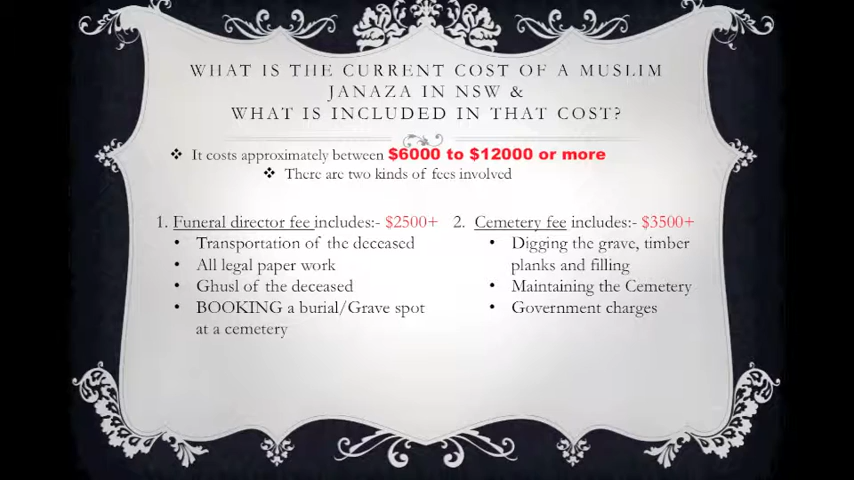 WHAT IS THE CURRENT COST OF A MUSLIM
JANAZA IN NSW &
WHAT IS INCLUDED IN THAT COST?
❖ It costs approximately between $6000 to $12000 or more
❖ There are two kinds of fees involved
1. Funeral director fee includes:- $2500+
• Transportation of the deceased
• All legal paper work
• Ghusl of the deceased
• BOOKING a burial/Grave spot
at a cemetery
2. Cemetery fee includes:- $3500+
• Digging the grave, timber
planks and filling
• Maintaining the Cemetery
• Government charges